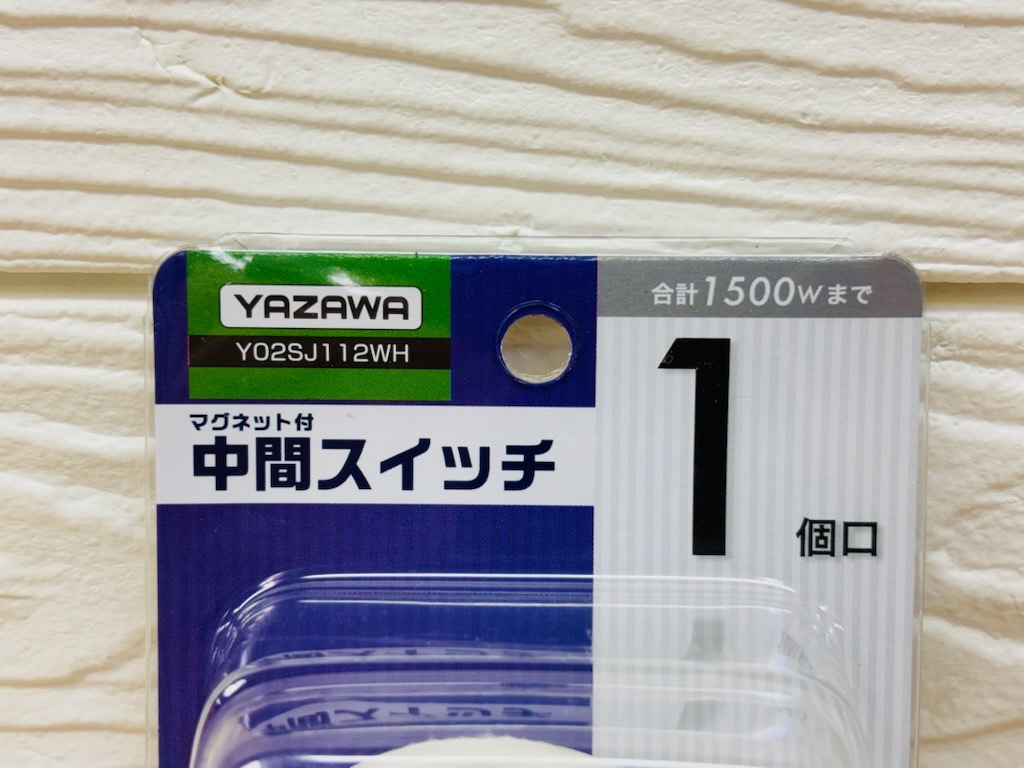 YAZAWA
Y02SJ112WH
マグネット付
中間スイッチ
合計1500Wまで
1
個口